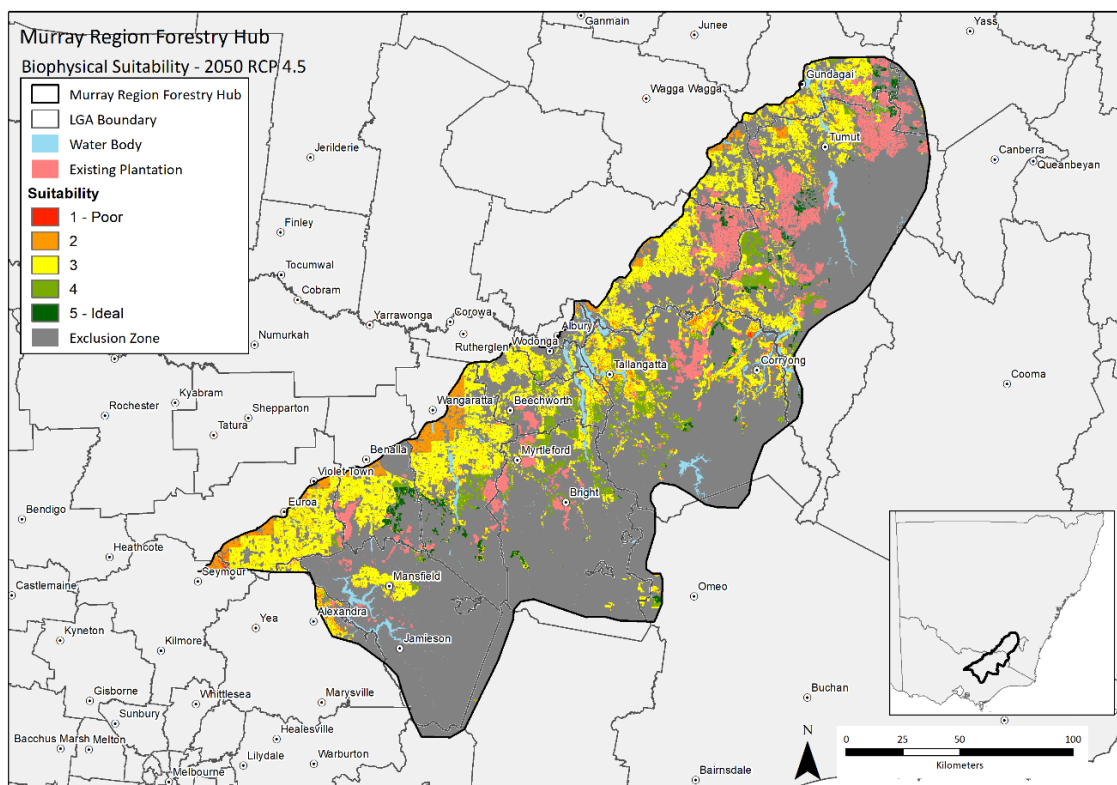 Murray Region Forestry Hub
Biophysical Suitability - 2050 RCP 4.5
Murray Region Forestry Hub
LGA Boundary
Water Body
Existing Plantation
Suitability
1 - Poor
2
3
4
5 - Ideal
Exclusion Zone
Ganmain
Junee
Yass
Gundagai
Wagga Wagga
Tumut
Canberra
Queanbeyan
Jerilderie
Finley
Tocumwal
Cobram
Corowa
Yarrawonga
Albury
Numurkah
Rutherglen
Wodonga
Corryong
Tallangatta
Cooma
Kyabram
Rochester
Shepparton
Wangaratta
Beechworth
Tatura
Benalla
Myrtleford
Violet Town
Bright
Euroa
Bendigo
Heathcote
Seymour
Mansfield
Castlemaine
Omeo
Yea
Alexandra
Kyneton
Kilmore
Jamieson
Gisborne
Whittlesea
Marysville
Buchan
Sunbury
Healesville
Bacchus Marsh
Melton
Lilydale
Warburton
Melbourne
Bairnsdale
N
0
25
50
100
Kilometers